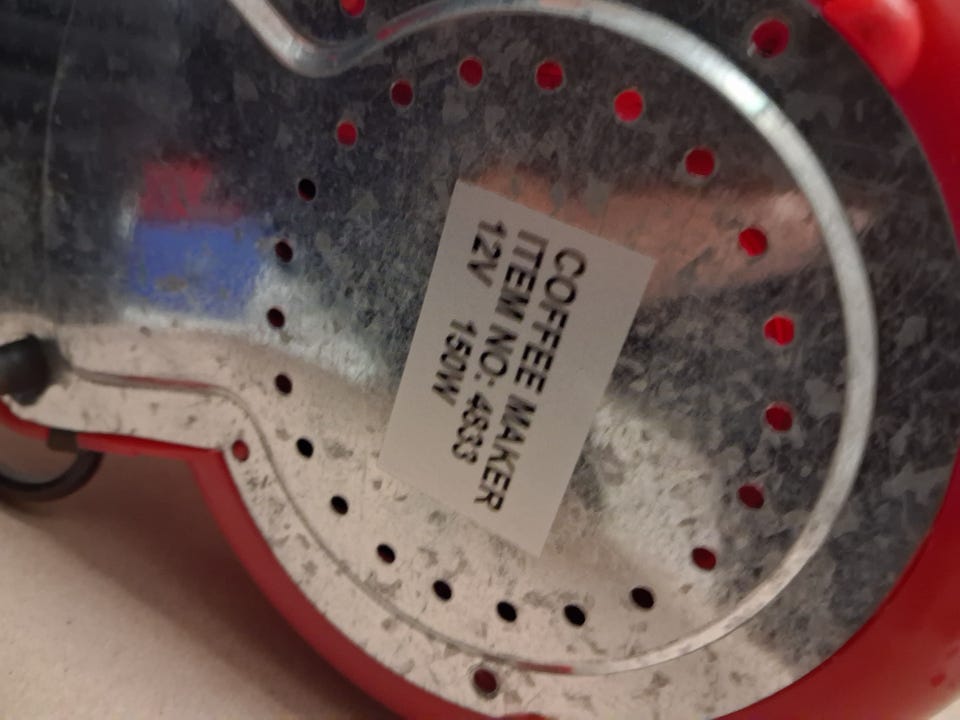 COFFEE MAKER
ITEM NO: 4833
12V 150W